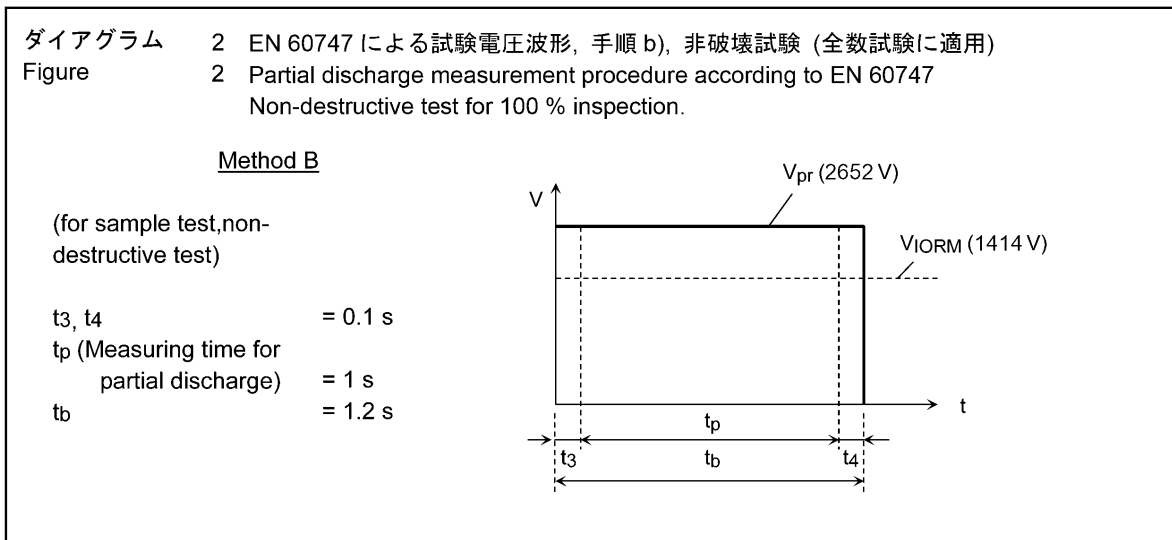 ダイアグラム 2 EN 60747 による試験電圧波形, 手順 b), 非破壊試験 (全数試験に適用)
Figure 2 Partial discharge measurement procedure according to EN 60747
Non-destructive test for 100 % inspection.
Method B
(for sample test,non-
destructive test)
t3, t4 = 0.1 s
tp (Measuring time for
partial discharge) = 1 s
tb = 1.2 s
Vpr (2652 V)
V
VIORM (1414 V)
t
tp
t3 tb t4